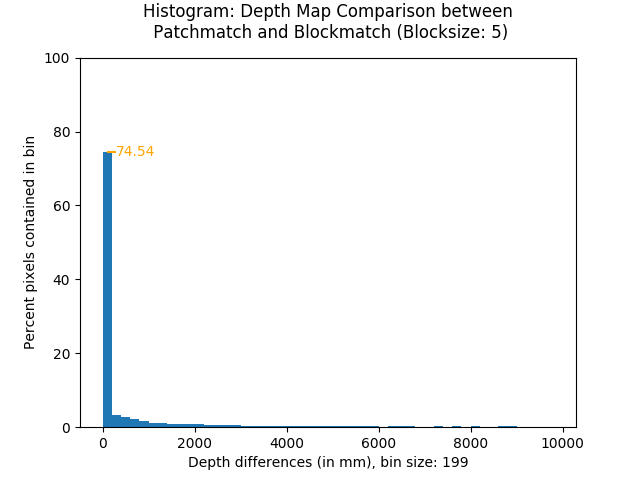 Histogram: Depth Map Comparison between
Patchmatch and Blockmatch (Blocksize: 5)
100
80
74.54
60
40
20
0
Percent pixels contained in bin
0 2000 4000 6000 8000 10000
Depth differences (in mm), bin size: 199